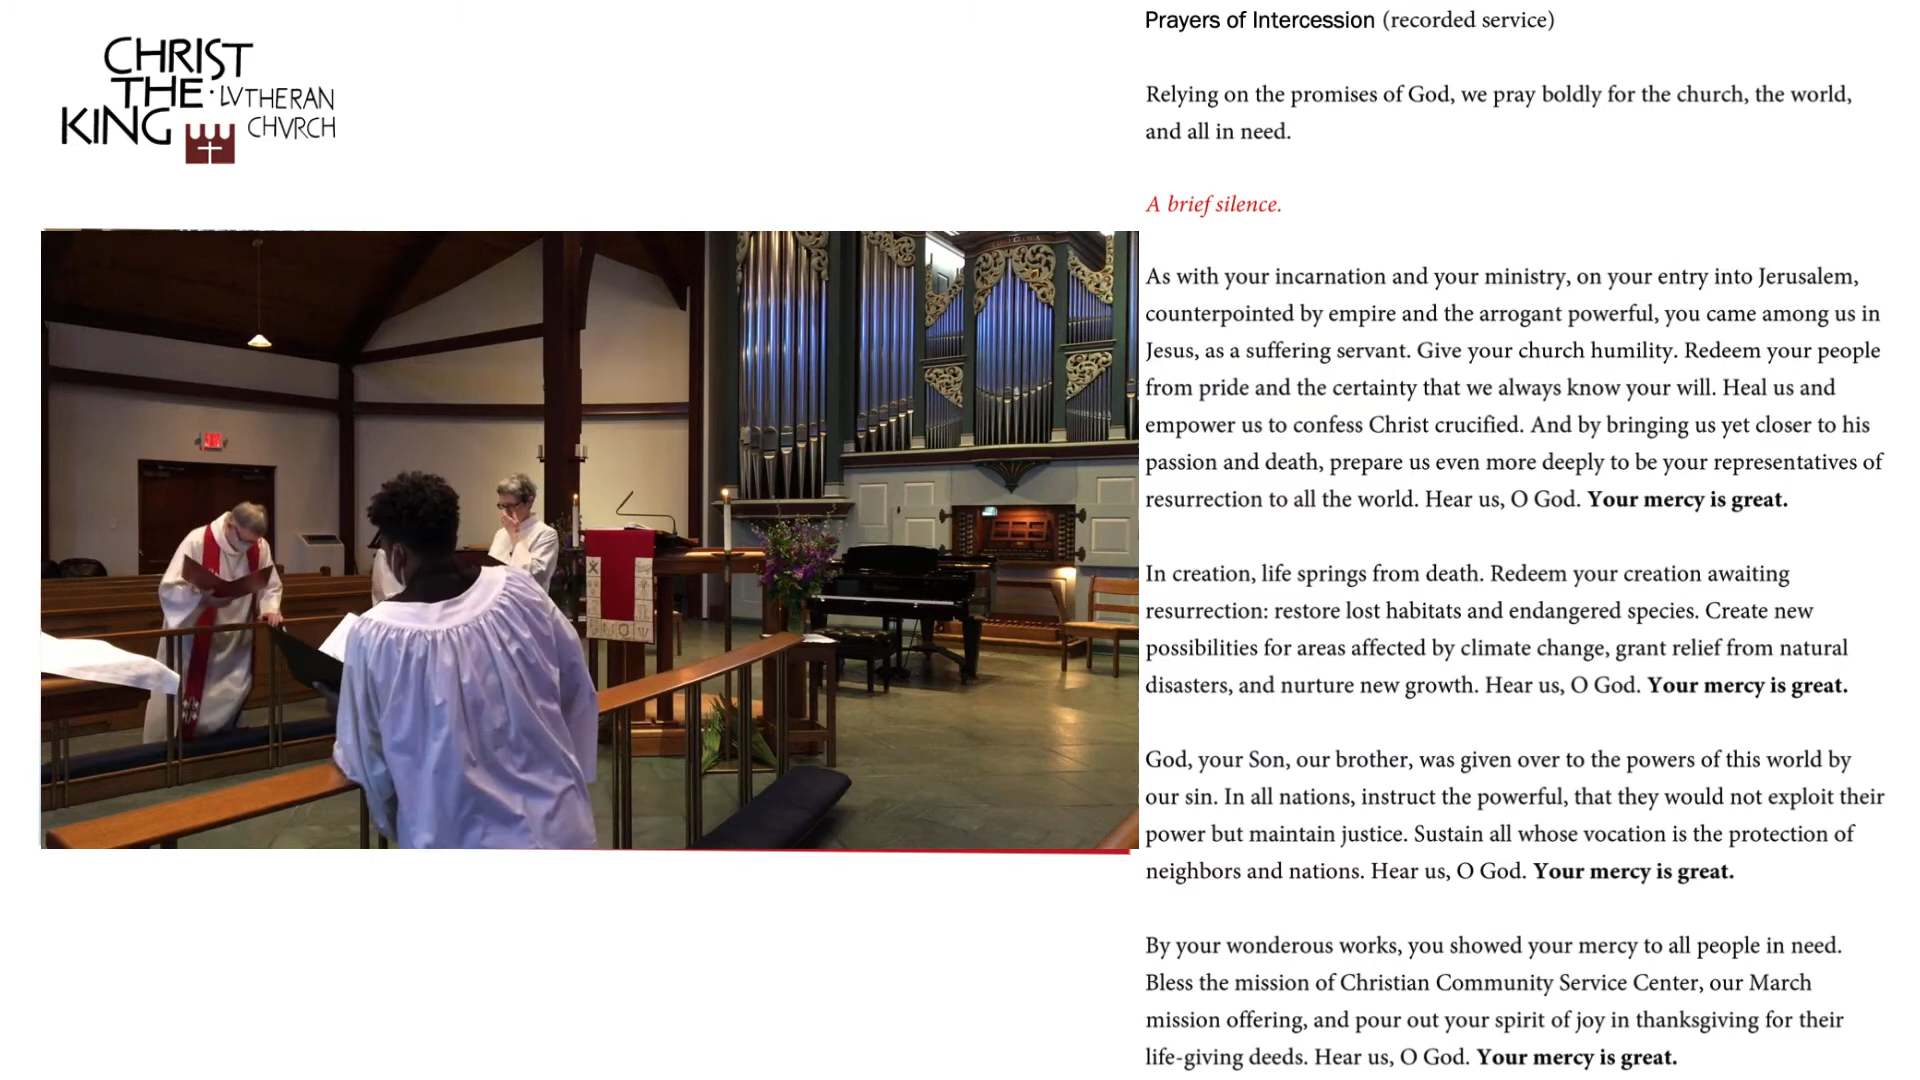 CHRIST
THE · LVTHERAN
KING CHVRCH
Prayers of Intercession (recorded service)
Relying on the promises of God, we pray boldly for the church, the world,
and all in need.
A brief silence.
As with your incarnation and your ministry, on your entry into Jerusalem,
counterpointed by empire and the arrogant powerful, you came among us in
Jesus, as a suffering servant. Give your church humility. Redeem your people
from pride and the certainty that we always know your will. Heal us and
empower us to confess Christ crucified. And by bringing us yet closer to his
passion and death, prepare us even more deeply to be your representatives of
resurrection to all the world. Hear us, O God. Your mercy is great.
In creation, life springs from death. Redeem your creation awaiting
resurrection: restore lost habitats and endangered species. Create new
possibilities for areas affected by climate change, grant relief from natural
disasters, and nurture new growth. Hear us, O God. Your mercy is great.
God, your Son, our brother, was given over to the powers of this world by
our sin. In all nations, instruct the powerful, that they would not exploit their
power but maintain justice. Sustain all whose vocation is the protection of
neighbors and nations. Hear us, O God. Your mercy is great.
By your wonderous works, you showed your mercy to all people in need.
Bless the mission of Christian Community Service Center, our March
mission offering, and pour out your spirit of joy in thanksgiving for their
life-giving deeds. Hear us, O God. Your mercy is great.